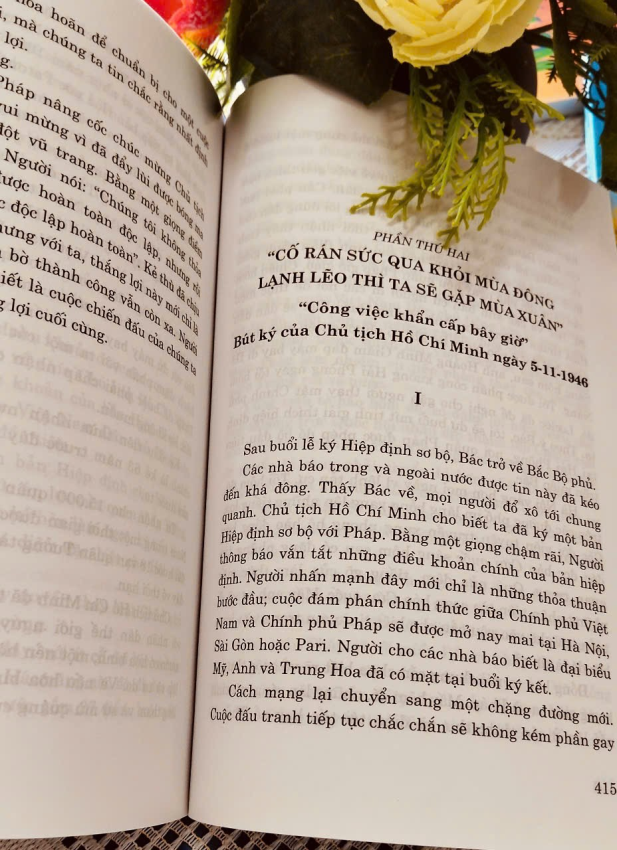 hòa hoãn để chuẩn bị cho một cuộc
, mà chúng ta tin chắc rằng nhất định
lợi.
Pháp nâng cốc chúc mừng Chủ tịch
vui mừng vì đã đẩy lùi được bóng ma
đột vũ trang. Bằng một giọng điềm
Người nói: “Chúng tôi không thỏa
được hoàn toàn độc lập, nhưng rồi
độc lập hoàn toàn”. Kẻ thù đã chịu
nhưng với ta, thắng lợi này mới chỉ là
bờ thành công vẫn còn xa. Người
biết là cuộc chiến đấu của chúng ta
lợi cuối cùng.
PHẦN THỨ HAI
“CỐ RÁN SỨC QUA KHỎI MÙA ĐÔNG
LẠNH LẼO THÌ TA SẼ GẶP MÙA XUÂN”
“Công việc khẩn cấp bây giờ”
Bút ký của Chủ tịch Hồ Chí Minh ngày 5-11-1946
I
Sau buổi lễ ký Hiệp định sơ bộ, Bác trở về Bắc Bộ phủ.
Các nhà báo trong và ngoài nước được tin này đã kéo
đến khá đông. Thấy Bác về, mọi người đổ xô tới chung
quanh. Chủ tịch Hồ Chí Minh cho biết ta đã ký một bản
Hiệp định sơ bộ với Pháp. Bằng một giọng chậm rãi, Người
thông báo vắn tắt những điều khoản chính của bản hiệp
định. Người nhấn mạnh đây mới chỉ là những thỏa thuận
bước đầu; cuộc đám phán chính thức giữa Chính phủ Việt
Nam và Chính phủ Pháp sẽ được mở nay mai tại Hà Nội,
Sài Gòn hoặc Pari. Người cho các nhà báo biết là đại biểu
Mỹ, Anh và Trung Hoa đã có mặt tại buổi ký kết.
Cách mạng lại chuyển sang một chặng đường mới.
Cuộc đấu tranh tiếp tục chắc chắn sẽ không kém phần gay
415